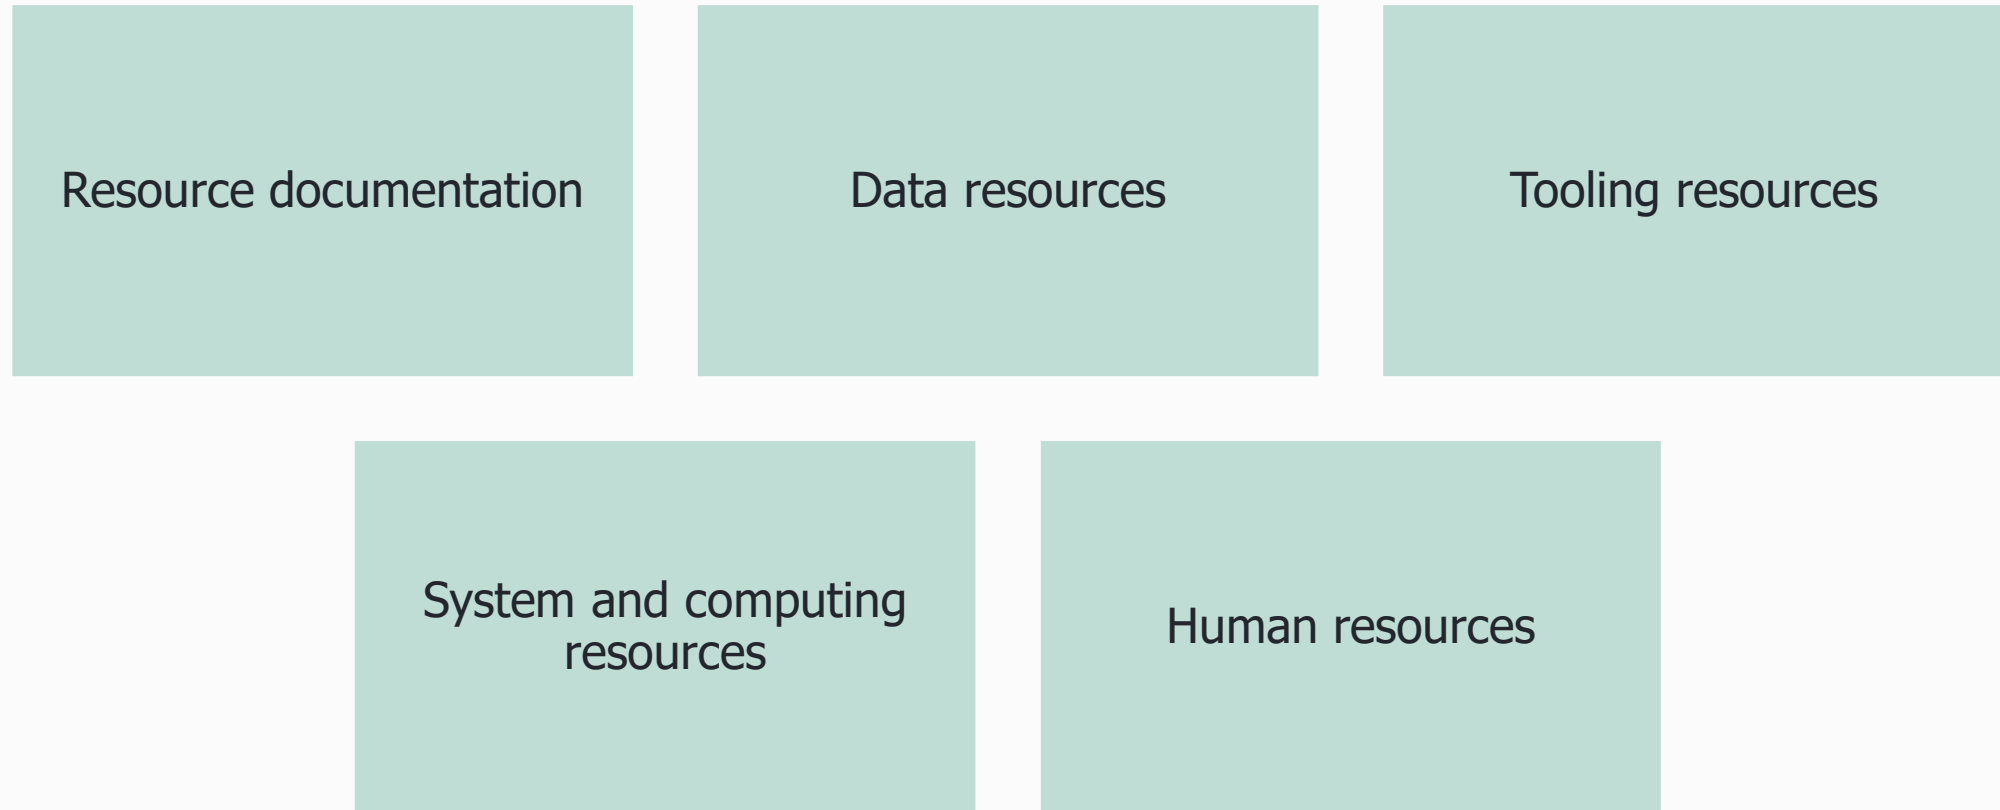 Resource documentation
Data resources
Tooling resources
System and computing
resources
Human resources